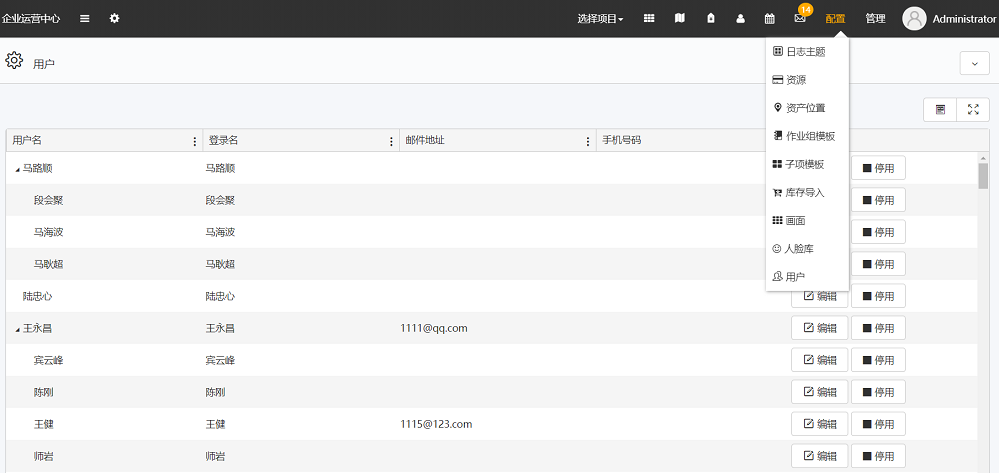 企业运营中心 选择项目 14 配置 管理 Administrator
用户
日志主题
资源
资产位置
作业组模板
子项模板
库存导入
画面
人脸库
用户
用户名 登录名 邮件地址 手机号码
马路顺 马路顺 停用
段会聚 段会聚 停用
马海波 马海波 停用
马耿超 马耿超 停用
陆忠心 陆忠心 编辑 停用
王永昌 王永昌 1111@qq.com 编辑 停用
宾云峰 宾云峰 编辑 停用
陈刚 陈刚 编辑 停用
王健 王健 1115@123.com 编辑 停用
师岩 师岩 编辑 停用